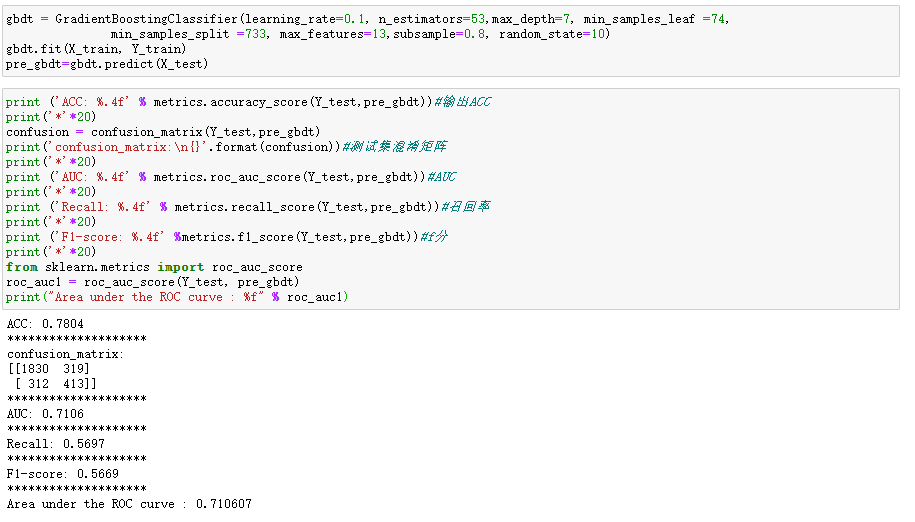 gbdt = GradientBoostingClassifier(learning_rate=0.1, n_estimators=53,max_depth=7, min_samples_leaf =74,
min_samples_split =733, max_features=13,subsample=0.8, random_state=10)
gbdt.fit(X_train, Y_train)
pre_gbdt=gbdt.predict(X_test)
print ('ACC: %.4f' % metrics.accuracy_score(Y_test,pre_gbdt))#输出ACC
print('*'*20)
confusion = confusion_matrix(Y_test,pre_gbdt)
print('confusion_matrix:\n{}'.format(confusion))#测试集混淆矩阵
print('*'*20)
print ('AUC: %.4f' % metrics.roc_auc_score(Y_test,pre_gbdt))#AUC
print('*'*20)
print ('Recall: %.4f' % metrics.recall_score(Y_test,pre_gbdt))#召回率
print('*'*20)
print ('F1-score: %.4f' %metrics.f1_score(Y_test,pre_gbdt))#f分
print('*'*20)
from sklearn.metrics import roc_auc_score
roc_auc1 = roc_auc_score(Y_test, pre_gbdt)
print("Area under the ROC curve : %f" % roc_auc1)
ACC: 0.7804
********************
confusion_matrix:
[[1830  319]
 [ 312  413]]
********************
AUC: 0.7106
********************
Recall: 0.5697
********************
F1-score: 0.5669
********************
Area under the ROC curve : 0.710607